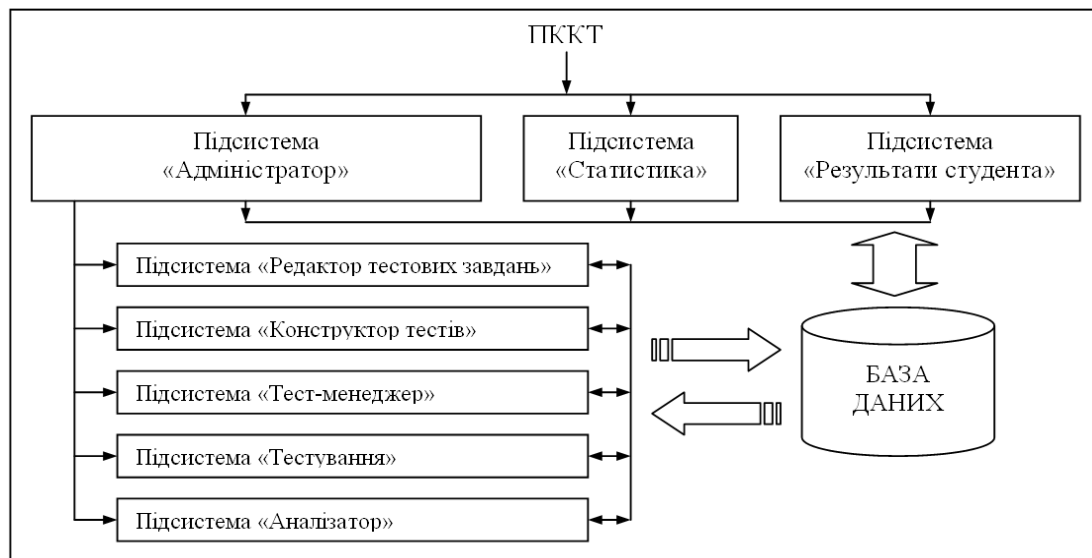 ПККТ
Підсистема
«Адміністратор»
Підсистема
«Статистика»
Підсистема
«Результати студента»
Підсистема «Редактор тестових завдань»
Підсистема «Конструктор тестів»
Підсистема «Тест-менеджер»
Підсистема «Тестування»
Підсистема «Аналізатор»
БАЗА
ДАНИХ